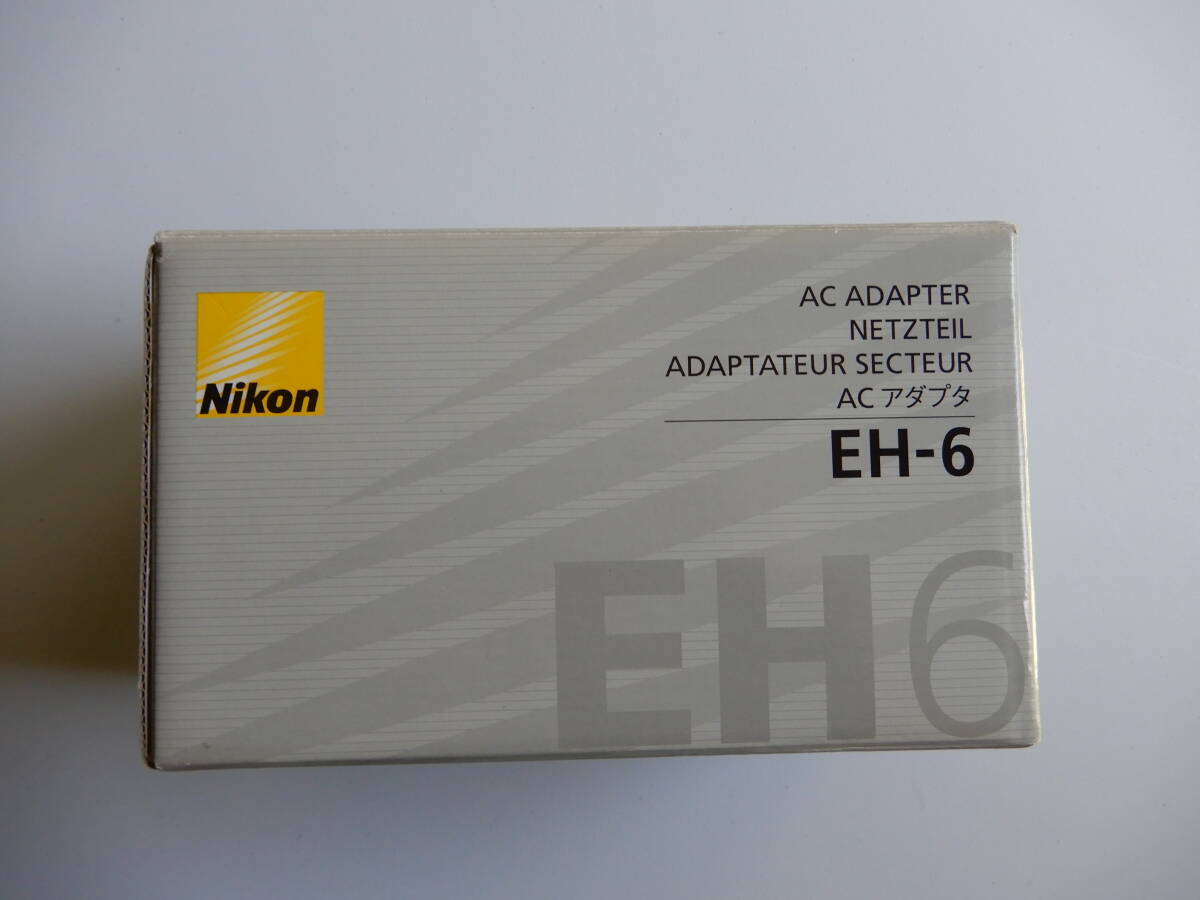 Nikon
AC ADAPTER
NETZTEIL
ADAPTATEUR SECTEUR
ACアダプタ
EH-6
EH6